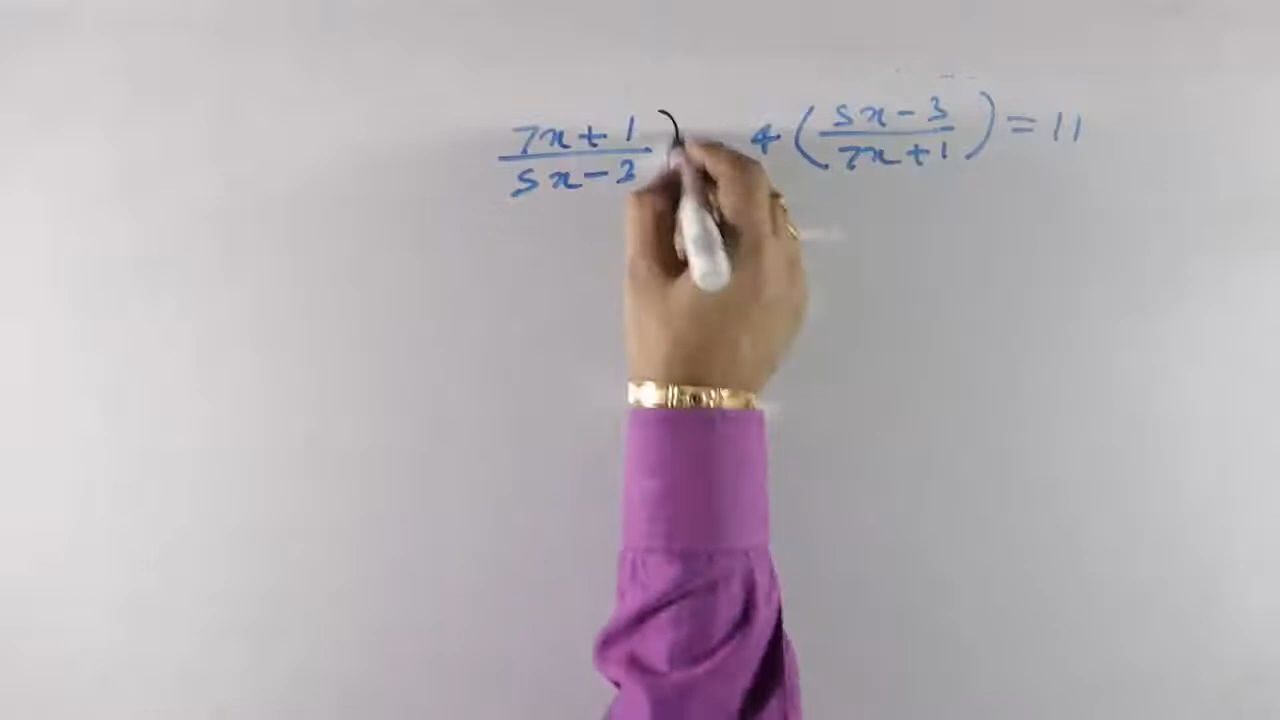 7x+1/5x-3 ) 4 (5x-3/7x+1) = 11